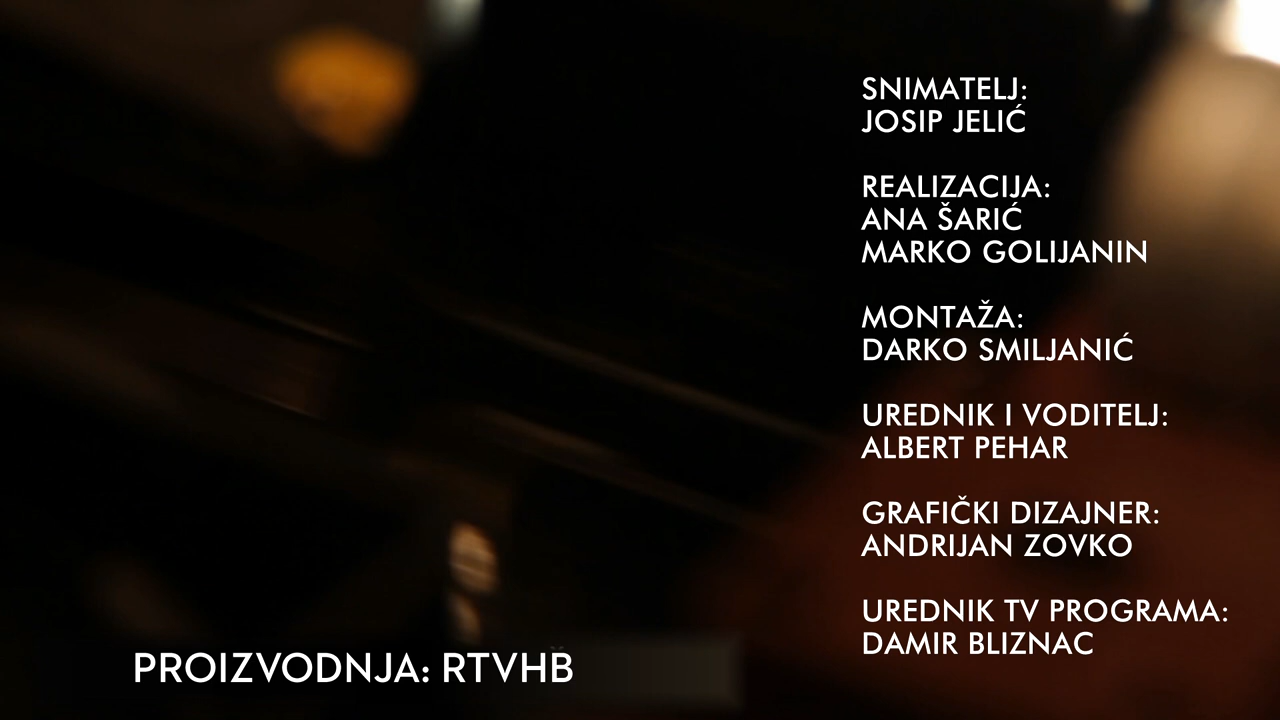 SNIMATELJ:
JOSIP JELIĆ
REALIZACIJA:
ANA ŠARIĆ
MARKO GOLIJANIN
MONTAŽA:
DARKO SMILJANIĆ
UREDNIK I VODITELJ:
ALBERT PEHAR
GRAFIČKI DIZAJNER:
ANDRIJAN ZOVKO
UREDNIK TV PROGRAMA:
DAMIR BLIZNAC
PROIZVODNJA: RTVHB